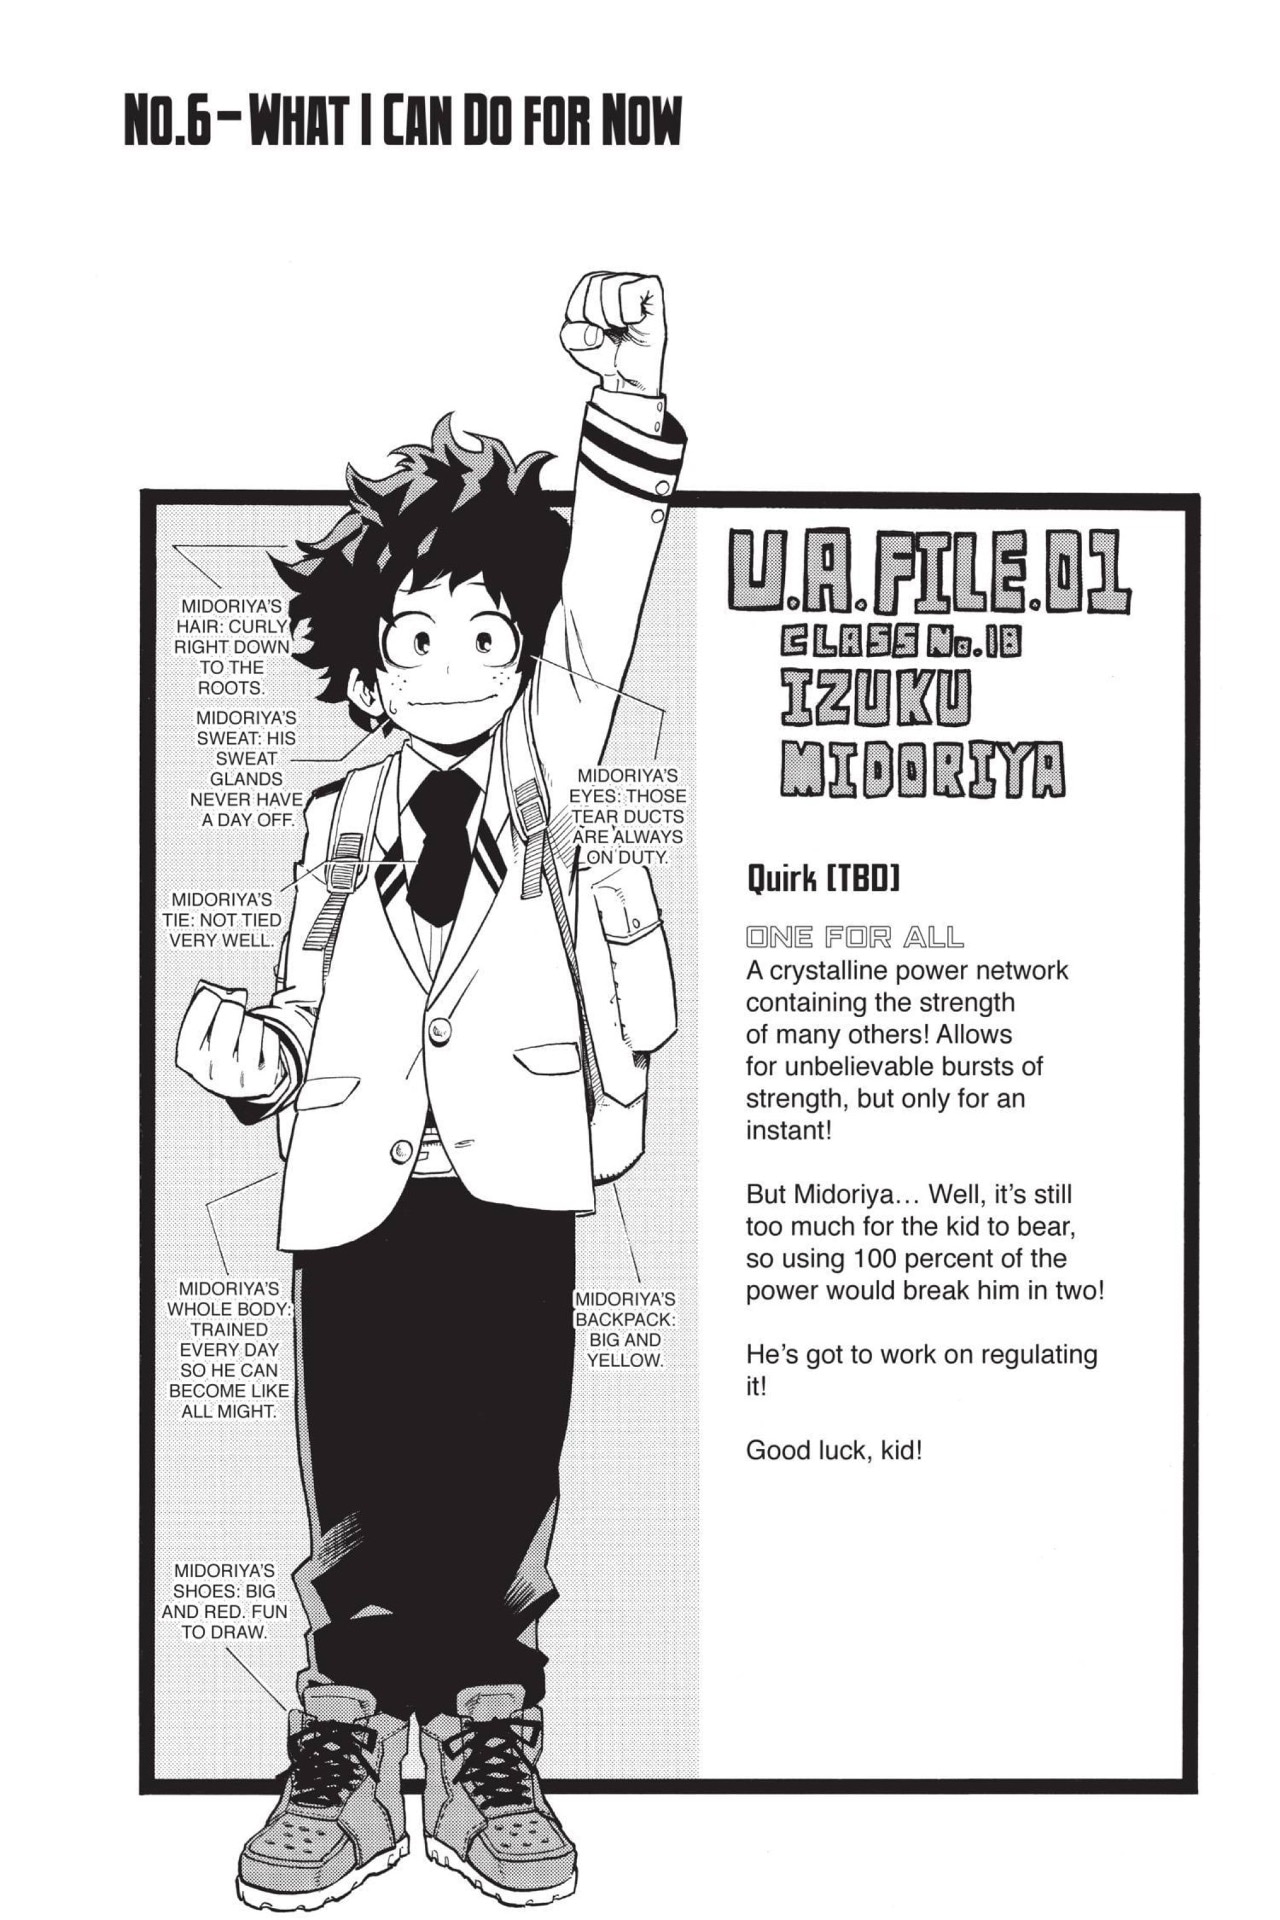 No.6 – What I Can Do for Now
MIDORIYA'S
HAIR: CURLY
RIGHT DOWN
TO THE
ROOTS.
MIDORIYA'S
SWEAT: HIS
SWEAT
GLANDS
NEVER HAVE
A DAY OFF.
MIDORIYA'S
EYES: THOSE
TEAR DUCTS
ARE ALWAYS
ON DUTY.
MIDORIYA'S
TIE: NOT TIED
VERY WELL.
MIDORIYA'S
WHOLE BODY:
TRAINED
EVERY DAY
SO HE CAN
BECOME LIKE
ALL MIGHT.
MIDORIYA'S
BACKPACK:
BIG AND
YELLOW.
MIDORIYA'S
SHOES: BIG
AND RED. FUN
TO DRAW.
U.A.FILE.01
CLASS No.18
IZUKU
MIDORIYA
Quirk [TBD]
ONE FOR ALL
A crystalline power network
containing the strength
of many others! Allows
for unbelievable bursts of
strength, but only for an
instant!
But Midoriya… Well, it's still
too much for the kid to bear,
so using 100 percent of the
power would break him in two!
He's got to work on regulating
it!
Good luck, kid!